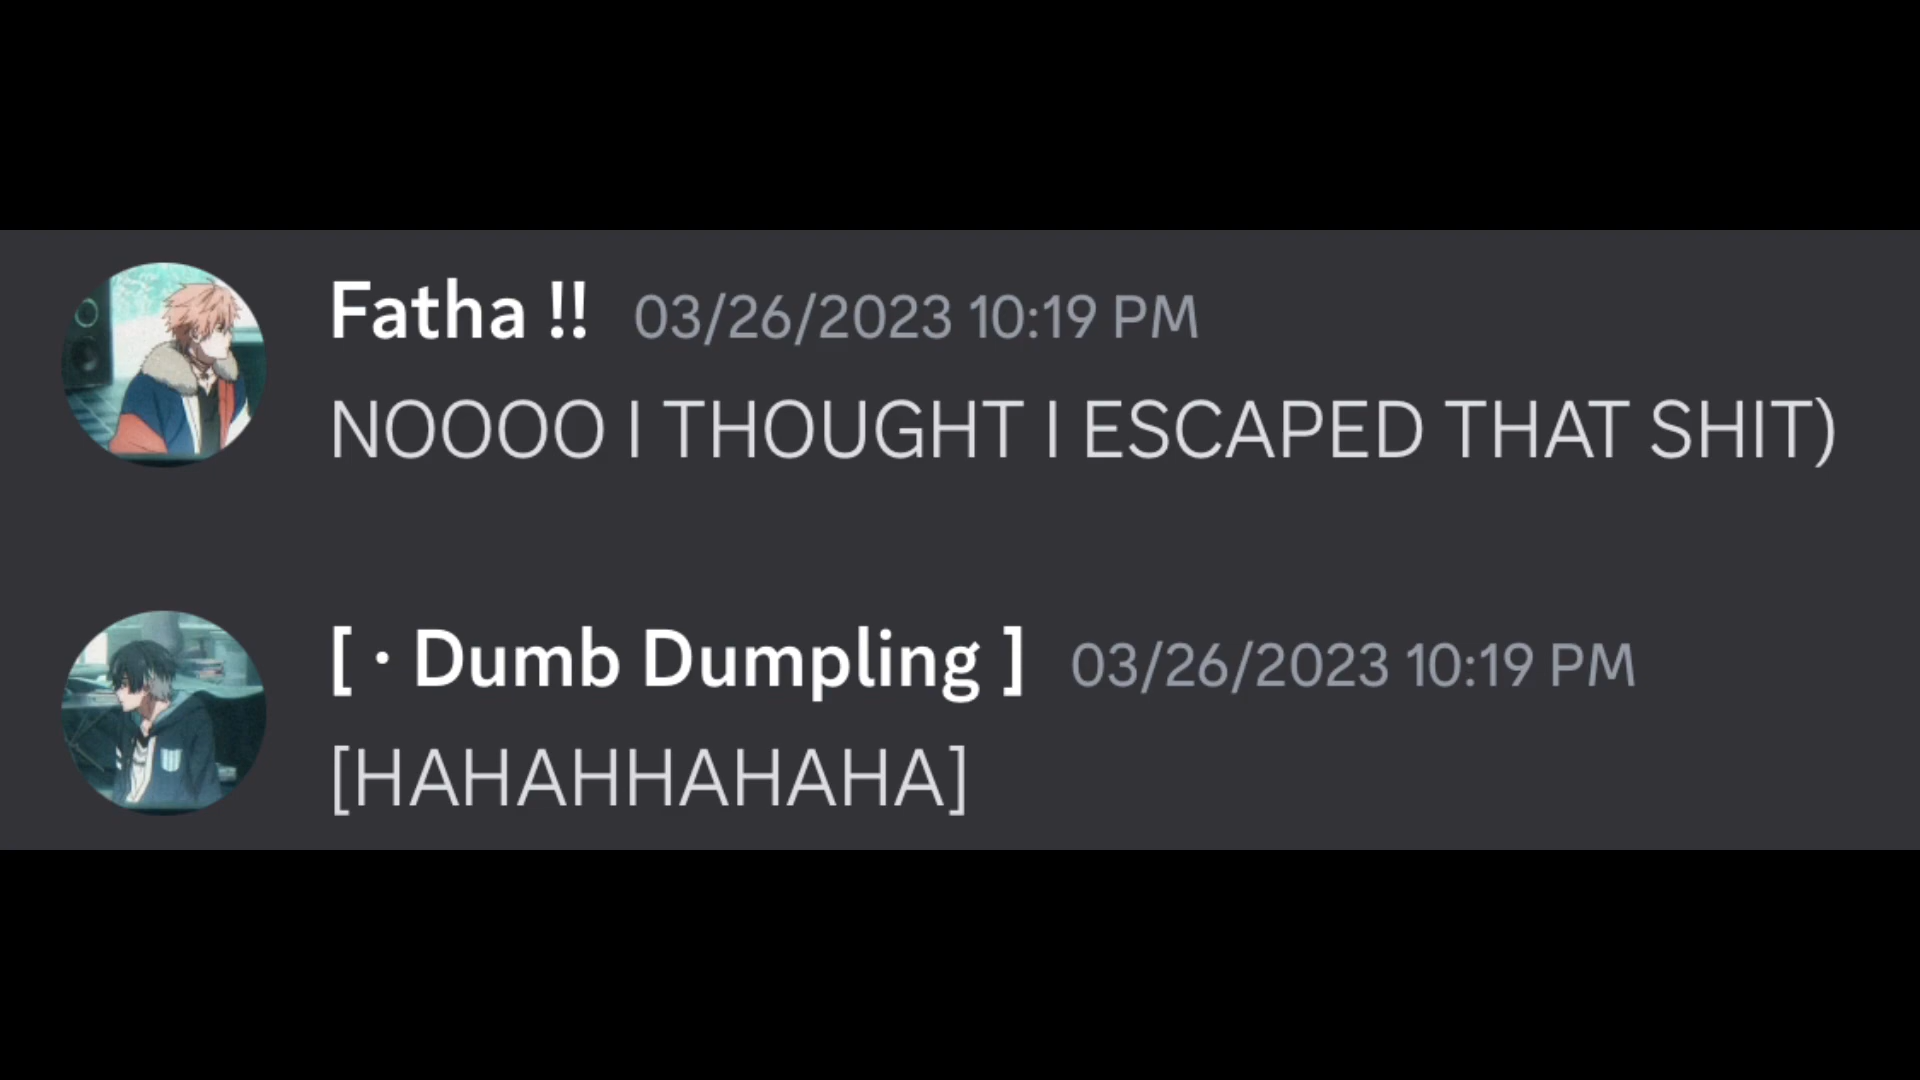 Fatha !! 03/26/2023 10:19 PM
NOOOO I THOUGHT I ESCAPED THAT SHIT)
[ · Dumb Dumpling ] 03/26/2023 10:19 PM
[HAHAHHAHAHA]